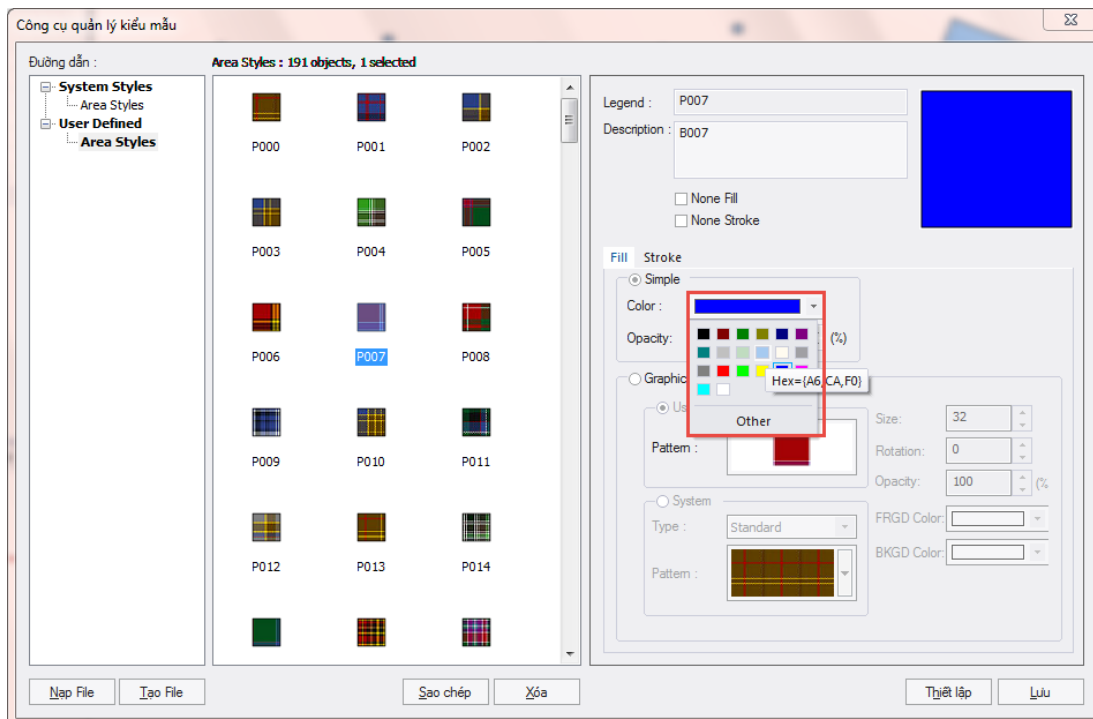 Công cụ quản lý kiểu mẫu
Đường dẫn :
Area Styles : 191 objects, 1 selected
System Styles
Area Styles
User Defined
Area Styles
P000 P001 P002
P003 P004 P005
P006 P007 P008
P009 P010 P011
P012 P013 P014
Legend : P007
Description : B007
None Fill
None Stroke
Fill Stroke
Simple
Color :
Opacity: (%)
Hex={A6,CA,F0}
Other
Graphic
Us
Pattern :
System
Type : Standard
Pattern :
Size: 32
Rotation: 0
Opacity: 100 (%
FRGD Color:
BKGD Color:
Nạp File Tạo File Sao chép Xóa Thiết lập Lưu